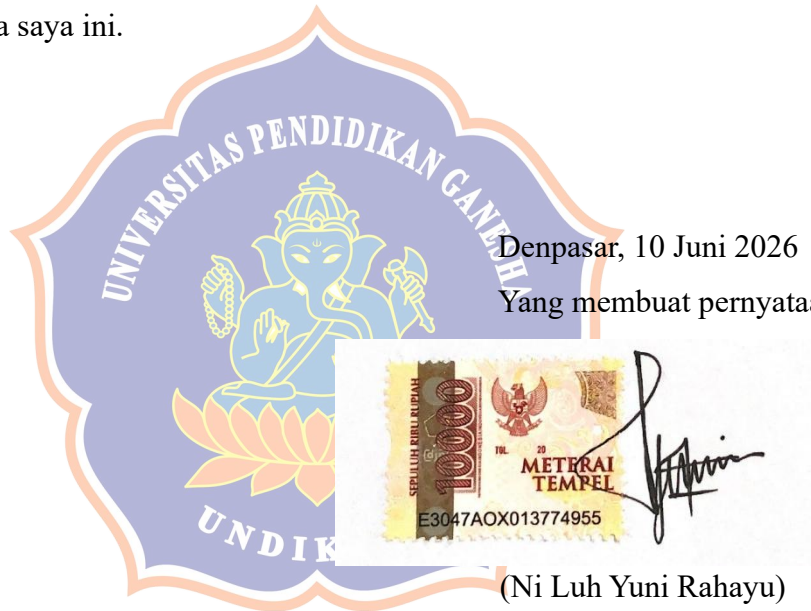 a saya ini.
UNIVERSITAS PENDIDIKAN GANESHA
Denpasar, 10 Juni 2026
Yang membuat pernyataa
SEPULUH RIBU RUPIAH
10000
TGL. 20
METERAI
TEMPEL
E3047AOX013774955
UNDIK
(Ni Luh Yuni Rahayu)